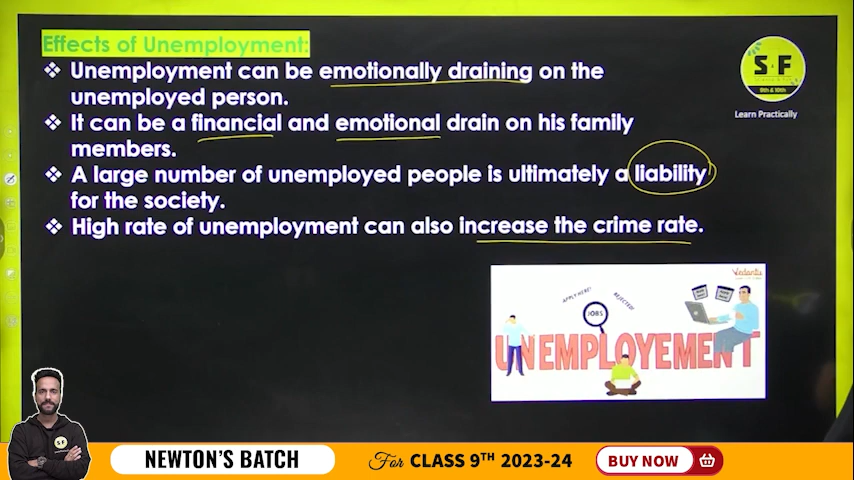 Effects of Unemployment:
❖ Unemployment can be emotionally draining on the
unemployed person.
❖ It can be a financial and emotional drain on his family
members.
❖ A large number of unemployed people is ultimately a liability
for the society.
❖ High rate of unemployment can also increase the crime rate.
S F
9th & 10th
Learn Practically
Vedantu
APPLY HERE!
REJECTED!
JOBS
UNEMPLOYEMENT
NEWTON'S BATCH
For CLASS 9TH 2023-24
BUY NOW